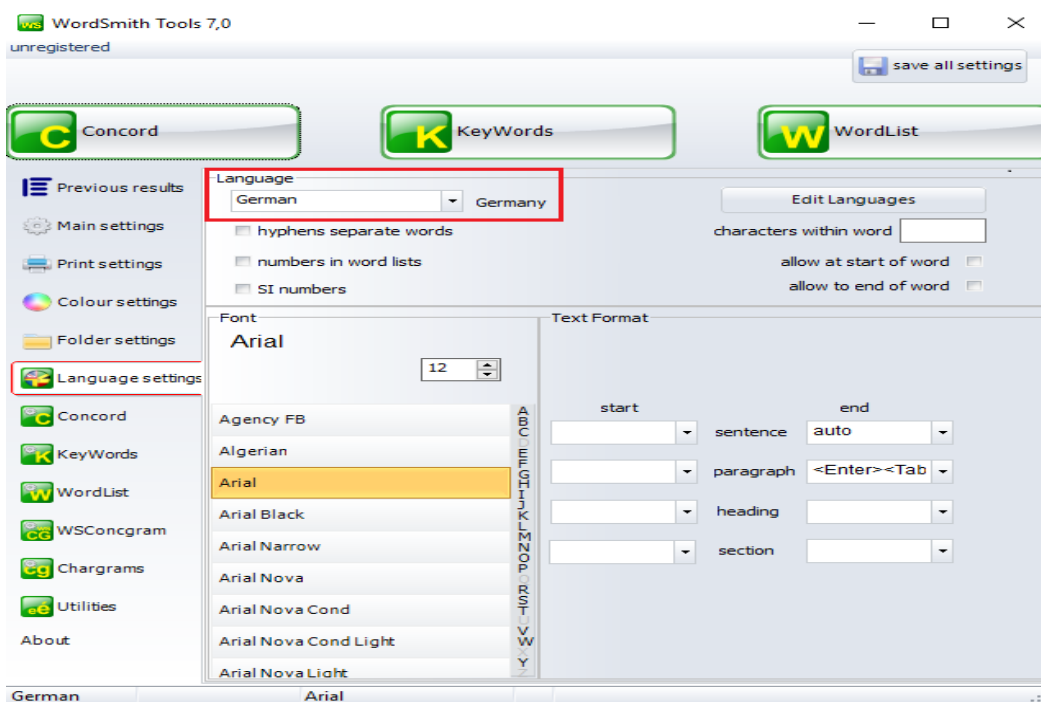 WordSmith Tools 7,0
unregistered
save all settings
Concord
KeyWords
WordList
Previous results
Main settings
Print settings
Colour settings
Folder settings
Language settings
Concord
KeyWords
WordList
WSConcgram
Chargrams
Utilities
About
Language
German
Germany
hyphens separate words
numbers in word lists
SI numbers
Edit Languages
characters within word
allow at start of word
allow to end of word
Font
Arial
12
Agency FB
Algerian
Arial
Arial Black
Arial Narrow
Arial Nova
Arial Nova Cond
Arial Nova Cond Light
Arial Nova Light
A
B
C
D
E
F
G
H
I
J
K
L
M
N
O
P
Q
R
S
T
U
V
W
X
Y
Z
Text Format
start end
sentence auto
paragraph <Enter><Tab
heading
section
German Arial